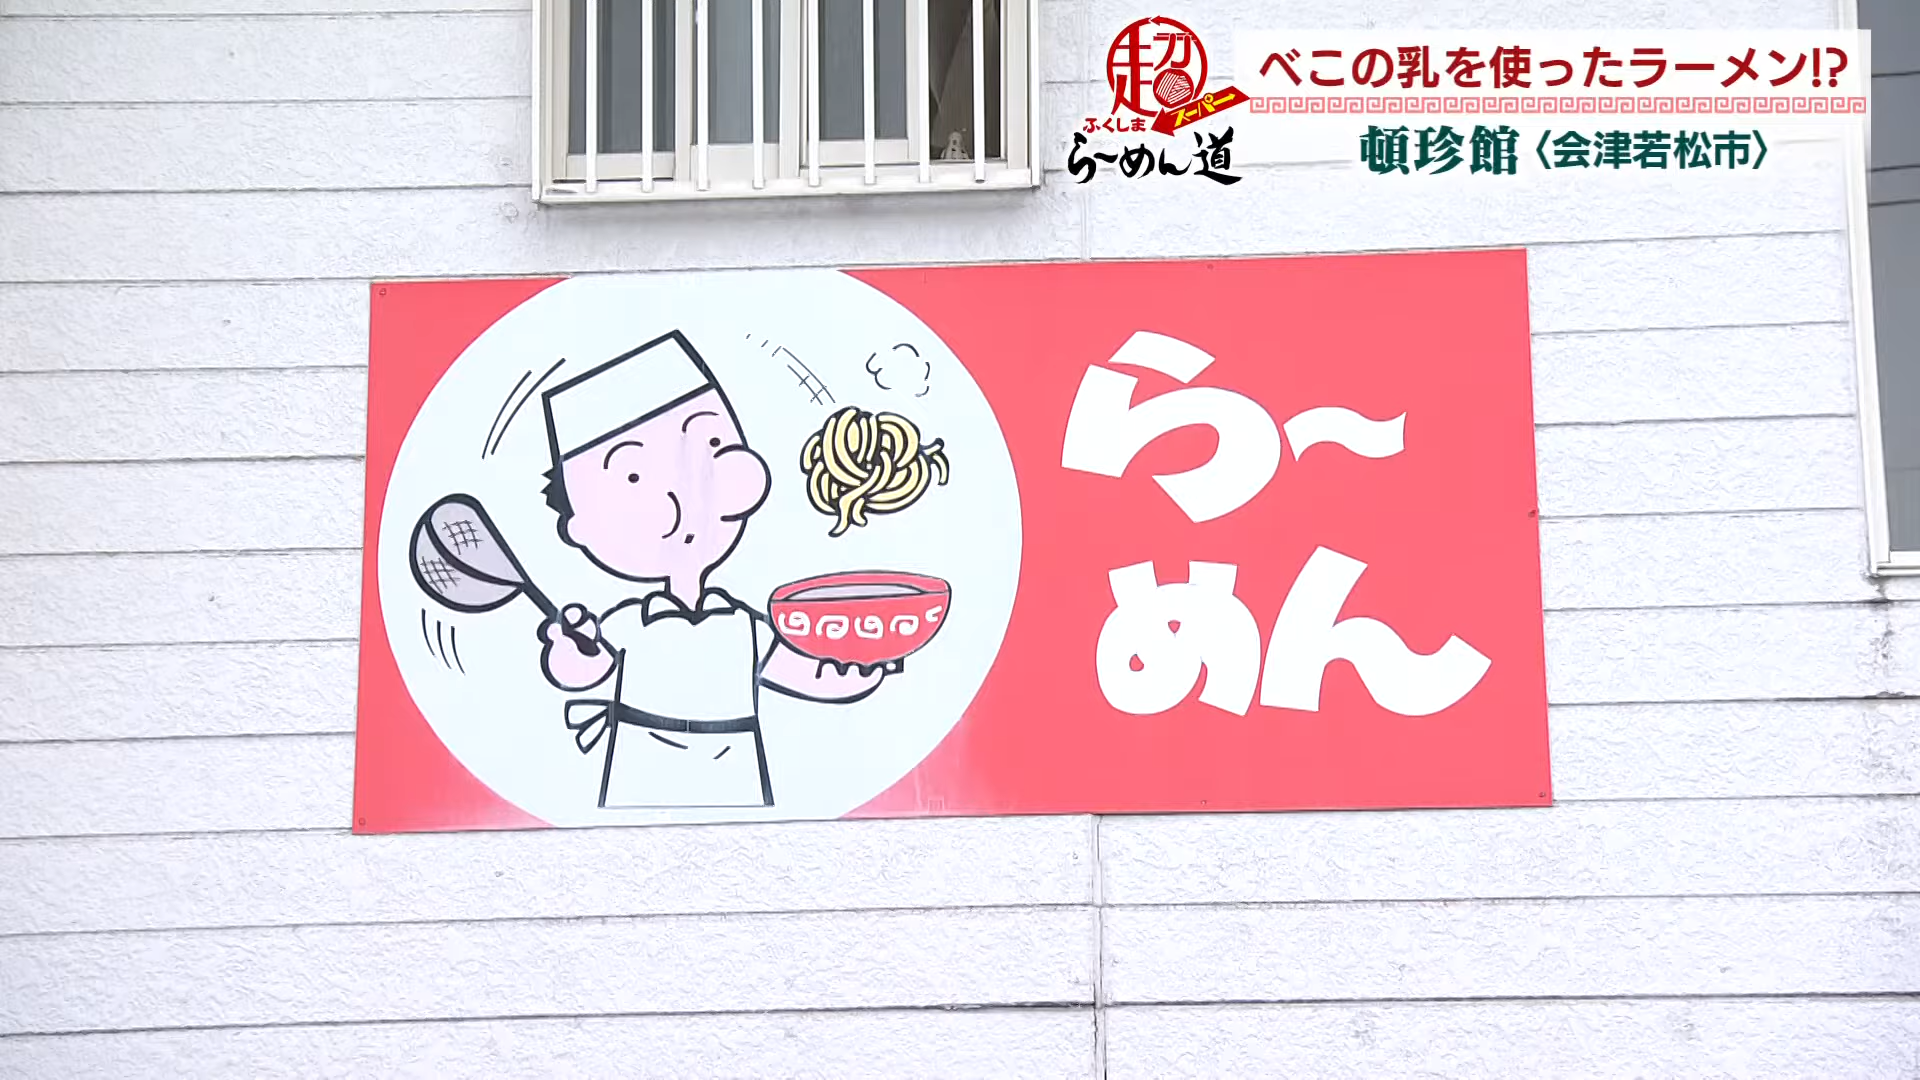 超
スーパー
ふくしま
らーめん道
べこの乳を使ったラーメン!?
頓珍館〈会津若松市〉
ら〜
めん